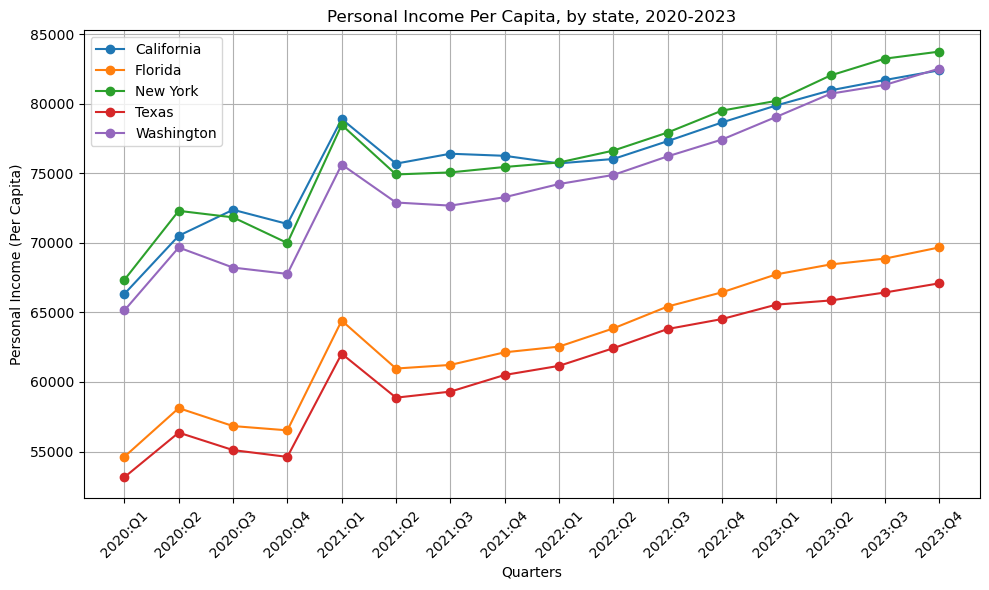 Personal Income Per Capita, by state, 2020-2023
85000
80000
75000
70000
65000
60000
55000
Personal Income (Per Capita)
California
Florida
New York
Texas
Washington
2020:Q1
2020:Q2
2020:Q3
2020:Q4
2021:Q1
2021:Q2
2021:Q3
2021:Q4
2022:Q1
2022:Q2
2022:Q3
2022:Q4
2023:Q1
2023:Q2
2023:Q3
2023:Q4
Quarters